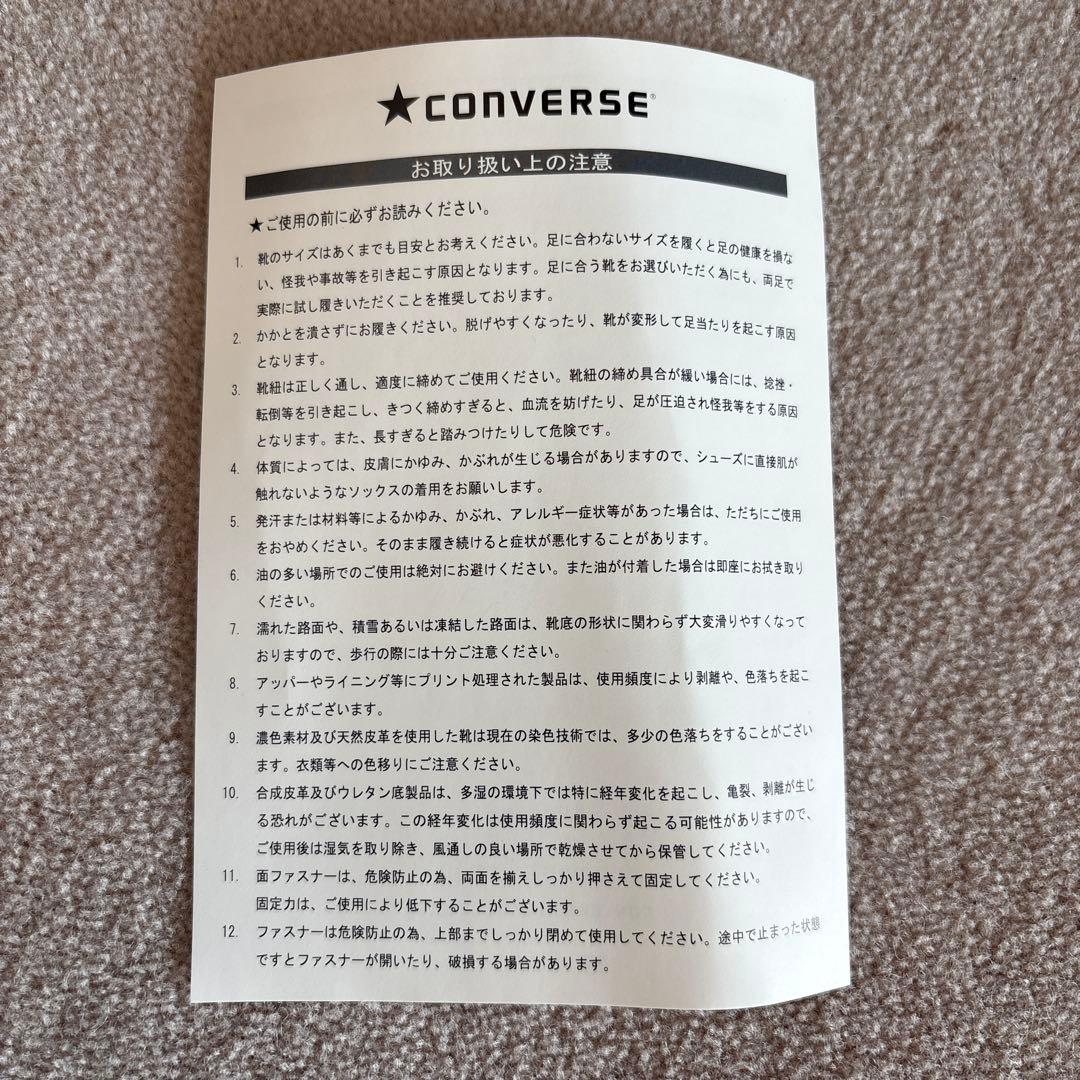 ★CONVERSE®
お取り扱い上の注意
★ご使用の前に必ずお読みください。
1. 靴のサイズはあくまでも目安とお考えください。足に合わないサイズを履くと足の健康を損な
い、怪我や事故等を引き起こす原因となります。足に合う靴をお選びいただく為にも、両足で
実際に試し履きいただくことを推奨しております。
2. かかとを潰さずにお履きください。脱げやすくなったり、靴が変形して足当たりを起こす原因
となります。
3. 靴紐は正しく通し、適度に締めてご使用ください。靴紐の締め具合が緩い場合には、捻挫・
転倒等を引き起こし、きつく締めすぎると、血流を妨げたり、足が圧迫され怪我等をする原因
となります。また、長すぎると踏みつけたりして危険です。
4. 体質によっては、皮膚にかゆみ、かぶれが生じる場合がありますので、シューズに直接肌が
触れないようなソックスの着用をお願いします。
5. 発汗または材料等によるかゆみ、かぶれ、アレルギー症状等があった場合は、ただちにご使用
をおやめください。そのまま履き続けると症状が悪化することがあります。
6. 油の多い場所でのご使用は絶対にお避けください。また油が付着した場合は即座にお拭き取り
ください。
7. 濡れた路面や、積雪あるいは凍結した路面は、靴底の形状に関わらず大変滑りやすくなって
おりますので、歩行の際には十分ご注意ください。
8. アッパーやライニング等にプリント処理された製品は、使用頻度により剥離や、色落ちを起こ
すことがございます。
9. 濃色素材及び天然皮革を使用した靴は現在の染色技術では、多少の色落ちをすることがござい
ます。衣類等への色移りにご注意ください。
10. 合成皮革及びウレタン底製品は、多湿の環境下では特に経年変化を起こし、亀裂、剥離が生じ
る恐れがございます。この経年変化は使用頻度に関わらず起こる可能性がありますので、
ご使用後は湿気を取り除き、風通しの良い場所で乾燥させてから保管してください。
11. 面ファスナーは、危険防止の為、両面を揃えしっかり押さえて固定してください。
固定力は、ご使用により低下することがございます。
12. ファスナーは危険防止の為、上部までしっかり閉めて使用してください。途中で止まった状態
ですとファスナーが開いたり、破損する場合があります。